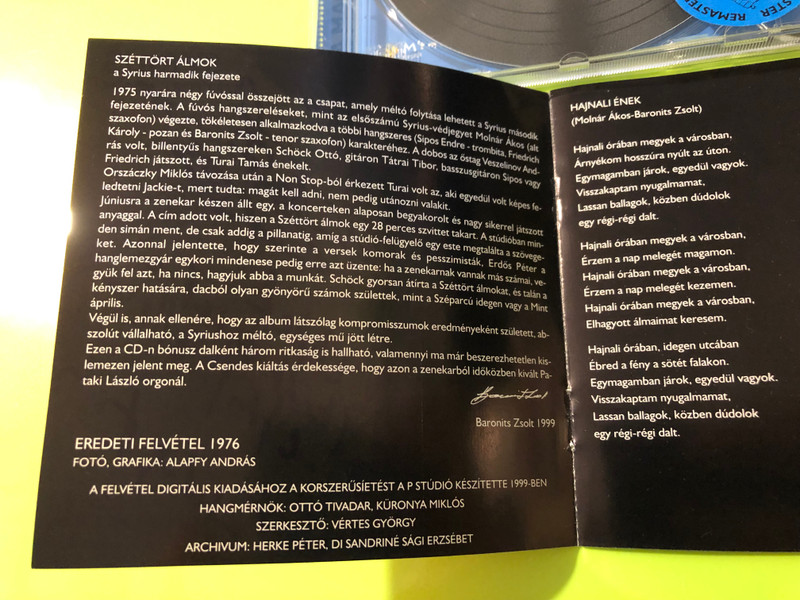 REMASTER
STER
SZÉTTÖRT ÁLMOK
a Syrius harmadik fejezete
1975 nyarára négy fúvóssal összejött az a csapat, amely méltó folytása lehetett a Syrius második
fejezetének. A fúvós hangszereléseket, mint az elsőszámú Syrius-védjegyet Molnár Ákos (alt
szaxofon) végezte, tökéletesen alkalmazkodva a többi hangszeres (Sipos Endre - trombita, Friedrich
Károly - pozan és Baronits Zsolt - tenor szaxofon) karakteréhez. A dobos az őstag Veszelinov And-
rás volt, billentyűs hangszereken Schöck Ottó, gitáron Tátrai Tibor, basszusgitáron Sipos vagy
Friedrich játszott, és Turai Tamás énekelt.
Orszáczky Miklós távozása után a Non Stop-ból érkezett Turai volt az, aki egyedül volt képes fe-
ledtetni Jackie-t, mert tudta: magát kell adni, nem pedig utánozni valakit.
Júniusra a zenekar készen állt egy, a koncerteken alaposan begyakorolt és nagy sikerrel játszott
anyaggal. A cím adott volt, hiszen a Széttört álmok egy 28 perces szvittet takart. A stúdióban min-
den simán ment, de csak addig a pillanatig, amíg a stúdió-felügyelő egy este megtalálta a szövege-
ket. Azonnal jelentette, hogy szerinte a versek komorak és pesszimisták, Erdős Péter a
hanglemezgyár egykori mindenese pedig erre azt üzente: ha a zenekarnak vannak más számai, ve-
gyük fel azt, ha nincs, hagyjuk abba a munkát. Schöck gyorsan átírta a Széttört álmokat, és talán a
kényszer hatására, dacból olyan gyönyörű számok születtek, mint a Széparcú idegen vagy a Mint
április.
Végül is, annak ellenére, hogy az album látszólag kompromisszumok eredményeként született, ab-
szolút vállalható, a Syriushoz méltó, egységes mű jött létre.
Ezen a CD-n bónusz dalként három ritkaság is hallható, valamennyi ma már beszerezhetetlen kis-
lemezen jelent meg. A Csendes kiáltás érdekessége, hogy azon a zenekarból időközben kivált Pa-
taki László orgonál.
Baronits Zsolt 1999
EREDETI FELVÉTEL 1976
FOTÓ, GRAFIKA: ALAPFY ANDRÁS
A FELVÉTEL DIGITÁLIS KIADÁSÁHOZ A KORSZERŰSÍETÉST A P STÚDIÓ KÉSZÍTETTE 1999-BEN
HANGMÉRNÖK: OTTÓ TIVADAR, KÜRONYA MIKLÓS
SZERKESZTŐ: VÉRTES GYÖRGY
ARCHIVUM: HERKE PÉTER, DI SANDRINÉ SÁGI ERZSÉBET
HAJNALI ÉNEK
(Molnár Ákos-Baronits Zsolt)
Hajnali órában megyek a városban,
Árnyékom hosszúra nyúlt az úton.
Egymagamban járok, egyedül vagyok.
Visszakaptam nyugalmamat,
Lassan ballagok, közben dúdolok
egy régi-régi dalt.
Hajnali órában megyek a városban,
Érzem a nap melegét magamon.
Hajnali órában megyek a városban,
Érzem a nap melegét kezemen.
Hajnali órában megyek a városban,
Elhagyott álmaimat keresem.
Hajnali órában, idegen utcában
Ébred a fény a sötét falakon.
Egymagamban járok, egyedül vagyok.
Visszakaptam nyugalmamat,
Lassan ballagok, közben dúdolok
egy régi-régi dalt.